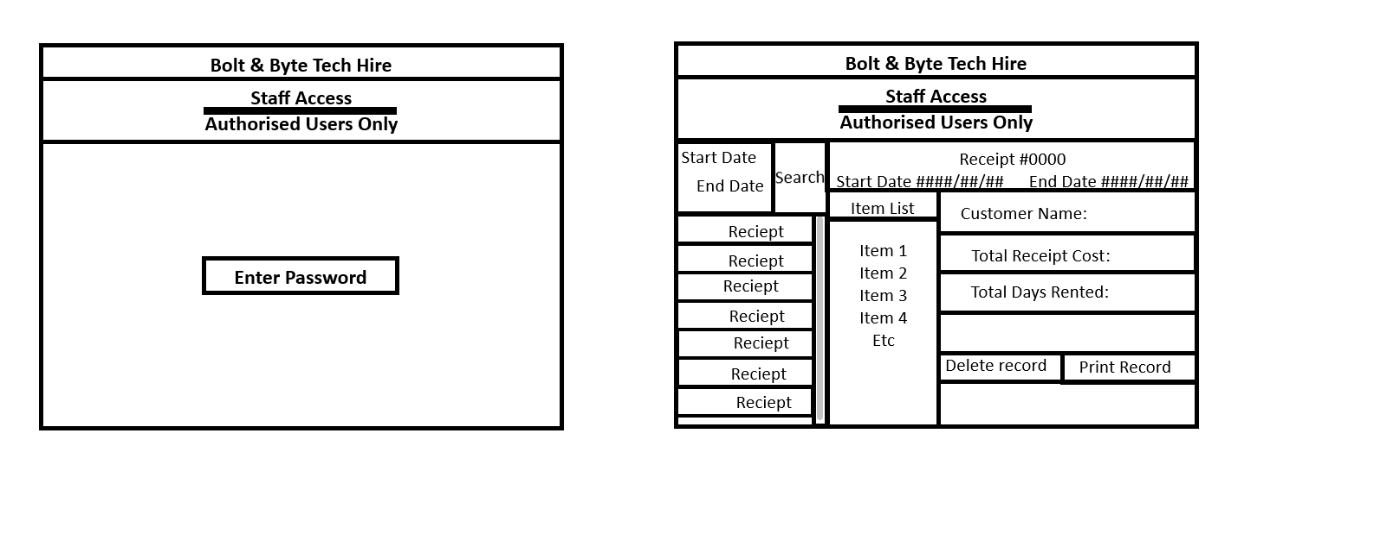 Bolt & Byte Tech Hire
Staff Access
Authorised Users Only
Enter Password
Bolt & Byte Tech Hire
Staff Access
Authorised Users Only
Start Date
End Date
Search
Reciept
Reciept
Reciept
Reciept
Reciept
Reciept
Reciept
Receipt #0000
Start Date ####/##/## End Date ####/##/##
Item List
Item 1
Item 2
Item 3
Item 4
Etc
Customer Name:
Total Receipt Cost:
Total Days Rented:
Delete record
Print Record